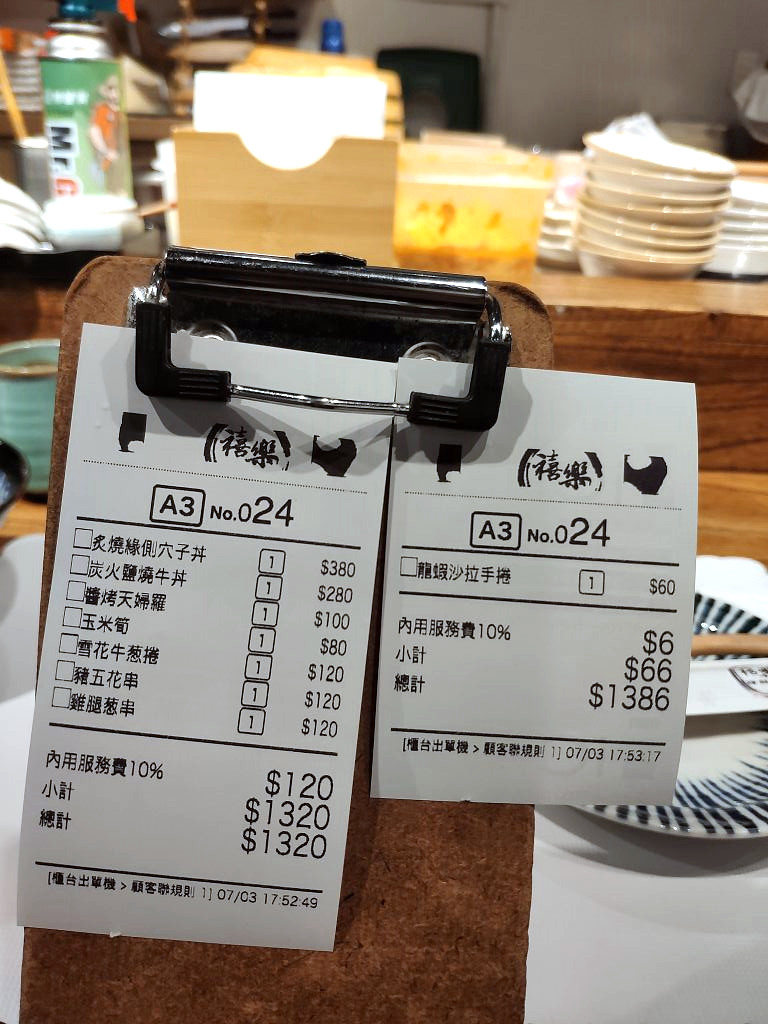 Mr.
禧樂
A3 No.024
炙燒緣側穴子丼 1 $380
炭火鹽燒牛丼 1 $280
醬烤天婦羅 1 $100
玉米筍 1 $80
雪花牛葱捲 1 $120
豬五花串 1 $120
雞腿葱串 1 $120
內用服務費10% $120
小計 $1320
總計 $1320
[櫃台出單機 > 顧客聯規則 1] 07/03 17:52:49
禧樂
A3 No.024
龍蝦沙拉手捲 1 $60
內用服務費10% $6
小計 $66
總計 $1386
[櫃台出單機 > 顧客聯規則 1] 07/03 17:53:17